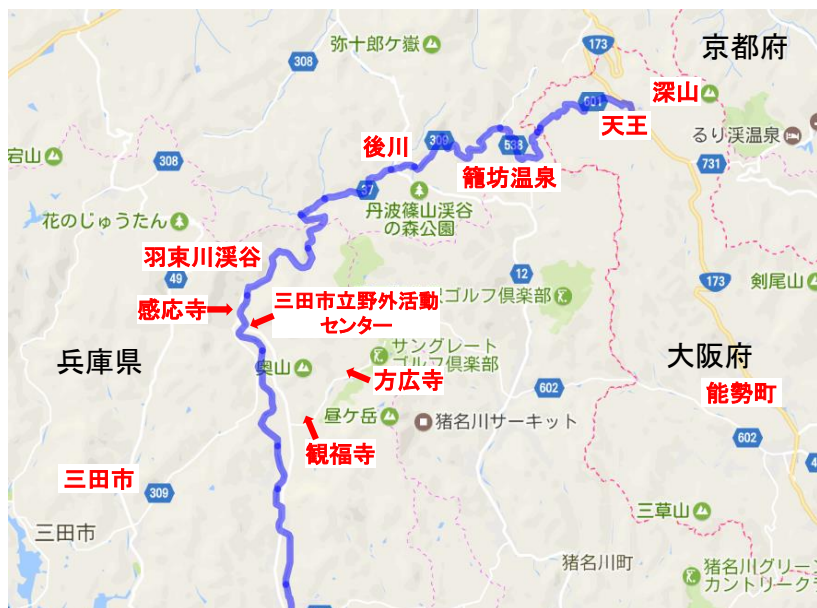 京都府
弥十郎ケ嶽
173
308
深山
601
天王
るり渓温泉
後川
309
538
731
籠坊温泉
308
37
丹波篠山渓谷
の森公園
花のじゅうたん
羽束川渓谷
49
12
173
剣尾山
感応寺
三田市立野外活動
センター
ゴルフ倶楽部
兵庫県
奥山
サングレート
ゴルフ倶楽部
大阪府
方広寺
602
能勢町
昼ケ岳
猪名川サーキット
602
観福寺
三田市
309
三草山
三田市
猪名川町
猪名川グリーン
カントリークラ